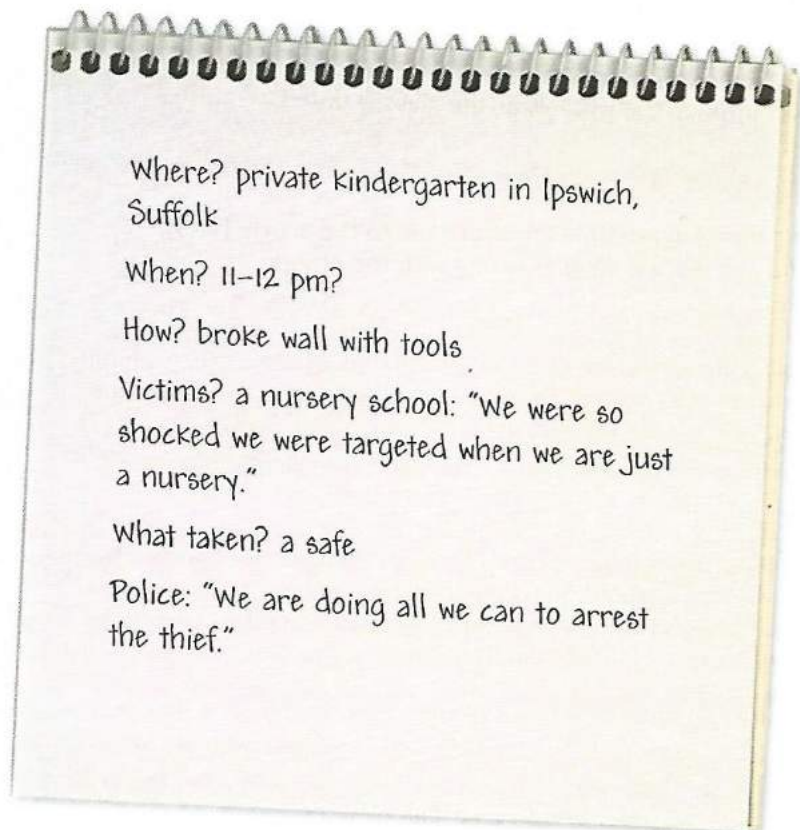 Where? private kindergarten in Ipswich,
Suffolk
When? 11–12 pm?
How? broke wall with tools
Victims? a nursery school: “We were so
shocked we were targeted when we are just
a nursery.”
What taken? a safe
Police: “We are doing all we can to arrest
the thief.”